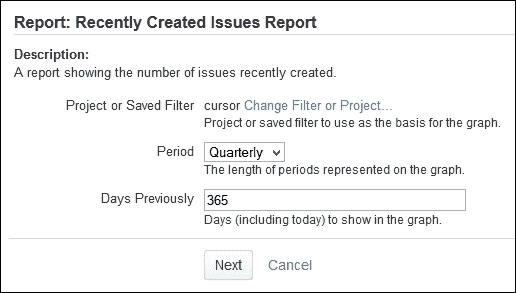 Report: Recently Created Issues Report
Description:
A report showing the number of issues recently created.
Project or Saved Filter cursor Change Filter or Project...
Project or saved filter to use as the basis for the graph.
Period Quarterly
The length of periods represented on the graph.
Days Previously 365
Days (including today) to show in the graph.
Next Cancel